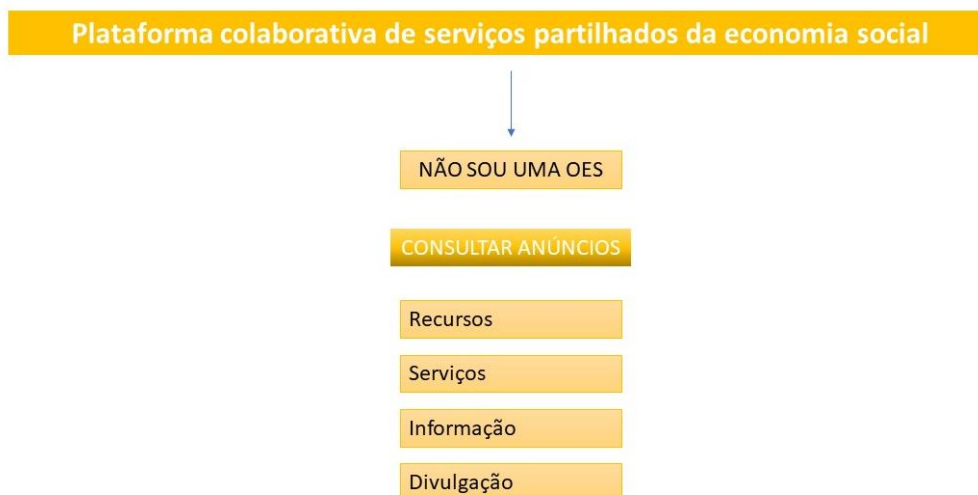 Plataforma colaborativa de serviços partilhados da economia social
NÃO SOU UMA OES
CONSULTAR ANÚNCIOS
Recursos
Serviços
Informação
Divulgação